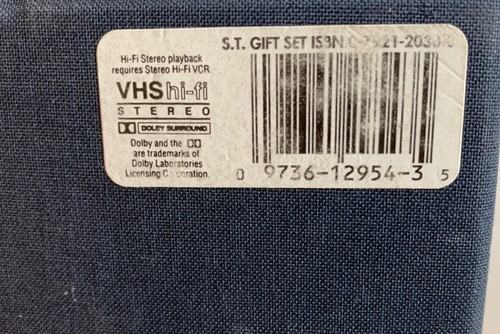 S.T. GIFT SET ISBN
Hi-Fi Stereo playback
requires Stereo Hi-Fi VCR.
VHS hi-fi
STEREO
DOLBY SURROUND
Dolby and the
are trademarks of
Dolby Laboratories
Licensing
0 9736-12954-3 5